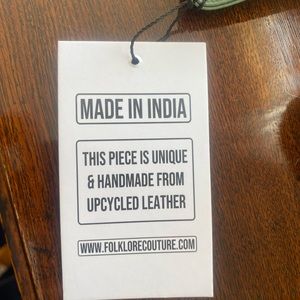 MADE IN INDIA
THIS PIECE IS UNIQUE
& HANDMADE FROM
UPCYCLED LEATHER
WWW.FOLKLORECOUTURE.COM